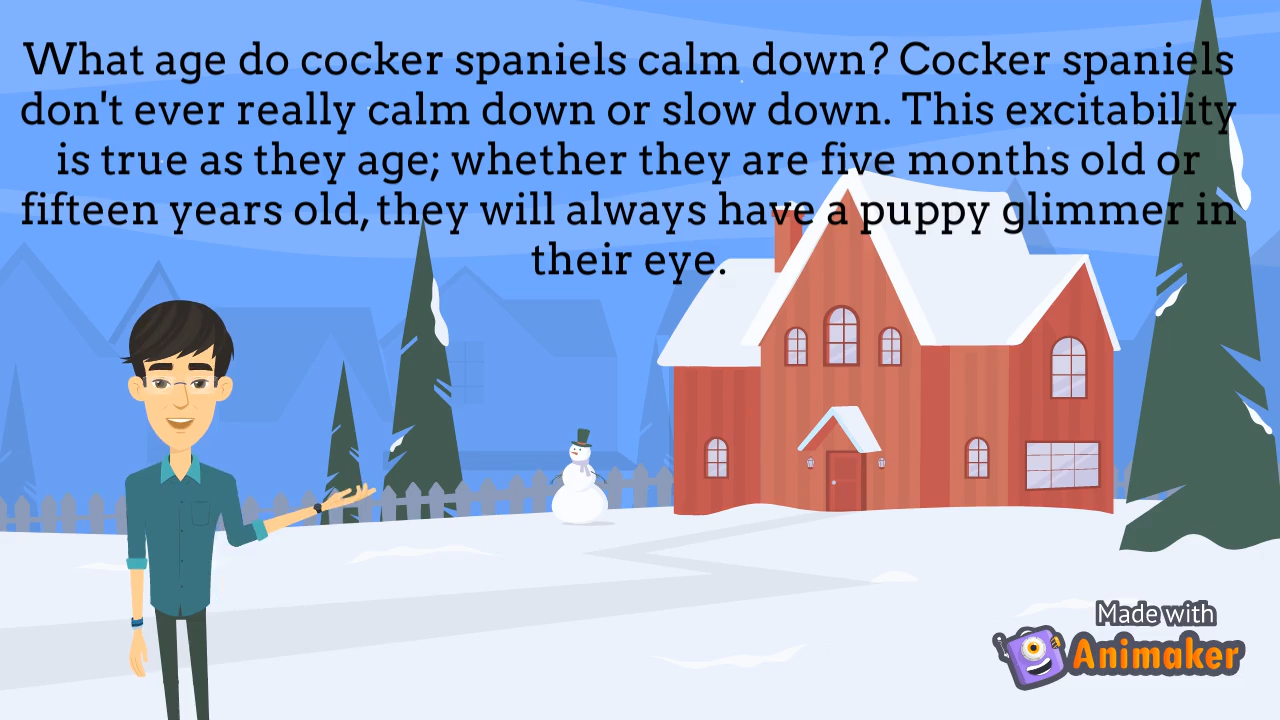 What age do cocker spaniels calm down? Cocker spaniels
don't ever really calm down or slow down. This excitability
is true as they age; whether they are five months old or
fifteen years old, they will always have a puppy glimmer in
their eye.
Made with
Animaker